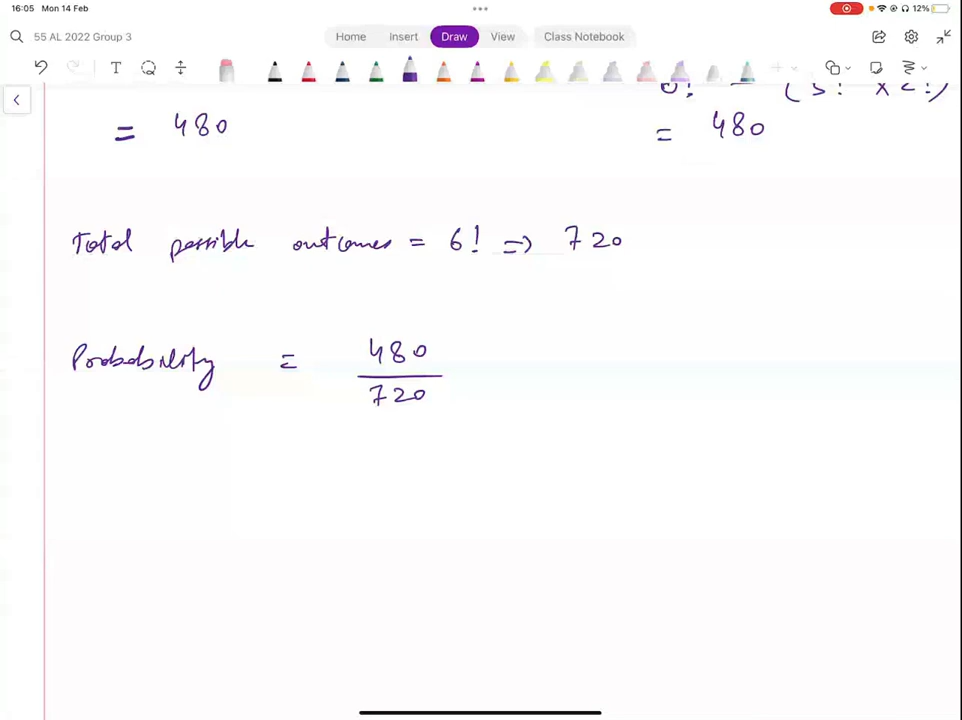 16:05 Mon 14 Feb
12%
55 AL 2022 Group 3
Home Insert Draw View Class Notebook
= 480
= 480
Total possible outcomes = 6! => 720
Probability = 480
720